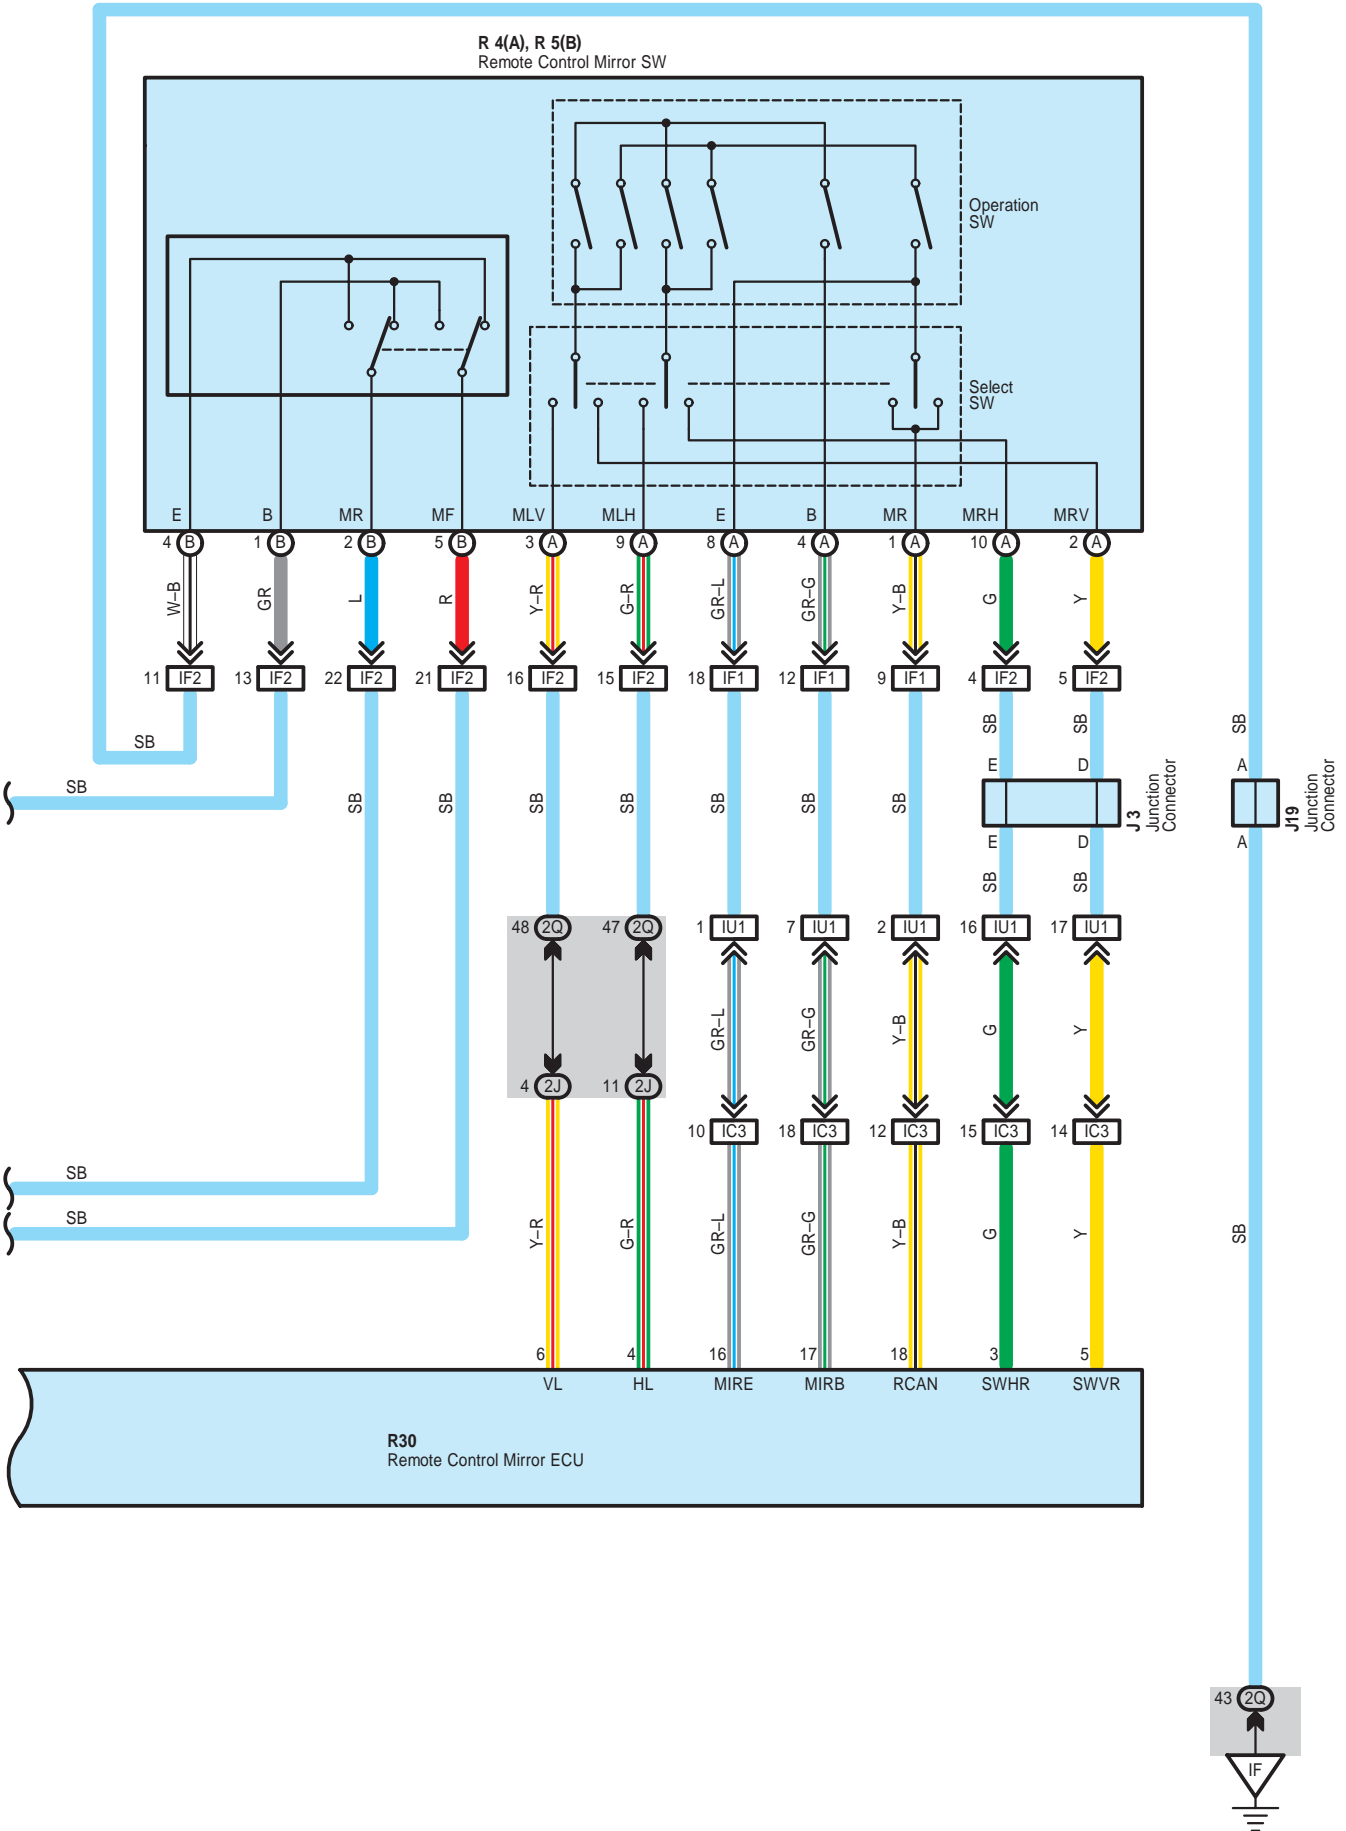 R 4(A), R 5(B)
Remote Control Mirror SW
Operation
SW
Select
SW
E B MR MF MLV MLH E B MR MRH MRV
4 B 1 B 2 B 5 B 3 A 9 A 8 A 4 A 1 A 10 A 2 A
W–B GR L R Y–R G–R GR–L GR–G Y–B G Y
11 IF2 13 IF2 22 IF2 21 IF2 16 IF2 15 IF2 18 IF1 12 IF1 9 IF1 4 IF2 5 IF2
SB SB SB
SB
E D A
SB
SB SB SB SB SB SB SB
J 3
Junction
Connector
J19
Junction
Connector
E D A
SB SB
48 2Q 47 2Q 1 IU1 7 IU1 2 IU1 16 IU1 17 IU1
GR–L GR–G Y–B G Y
4 2J 11 2J
10 IC3 18 IC3 12 IC3 15 IC3 14 IC3
SB
SB
Y–R G–R GR–L GR–G Y–B G Y SB
6 4 16 17 18 3 5
VL HL MIRE MIRB RCAN SWHR SWVR
R30
Remote Control Mirror ECU
43 2Q
IF